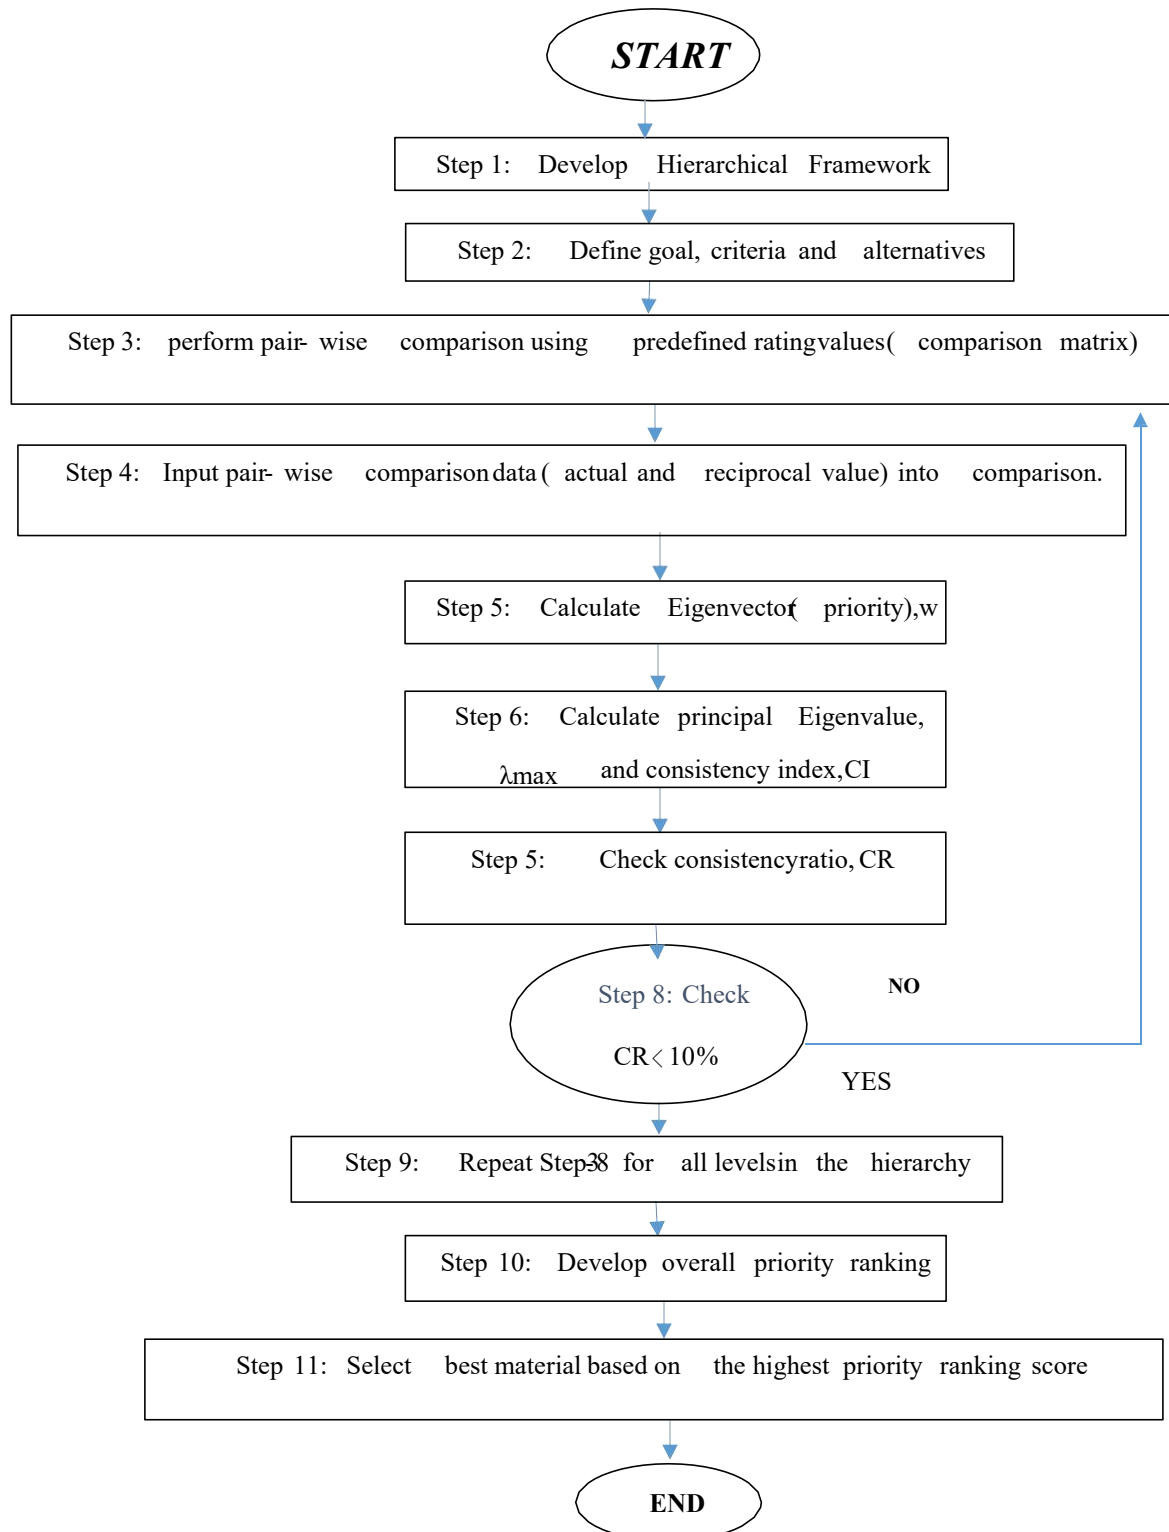 START
Step 1: Develop Hierarchical Framework
Step 2: Define goal, criteria and alternatives
Step 3: perform pair- wise comparison using predefined ratingvalues( comparison matrix)
Step 4: Input pair- wise comparison data ( actual and reciprocal value) into comparison.
Step 5: Calculate Eigenvector( priority),w
Step 6: Calculate principal Eigenvalue,
λmax and consistency index,CI
Step 5: Check consistencyratio, CR
Step 8: Check
NO
CR< 10%
YES
Step 9: Repeat Step3-8 for all levelsin the hierarchy
Step 10: Develop overall priority ranking
Step 11: Select best material based on the highest priority ranking score
END